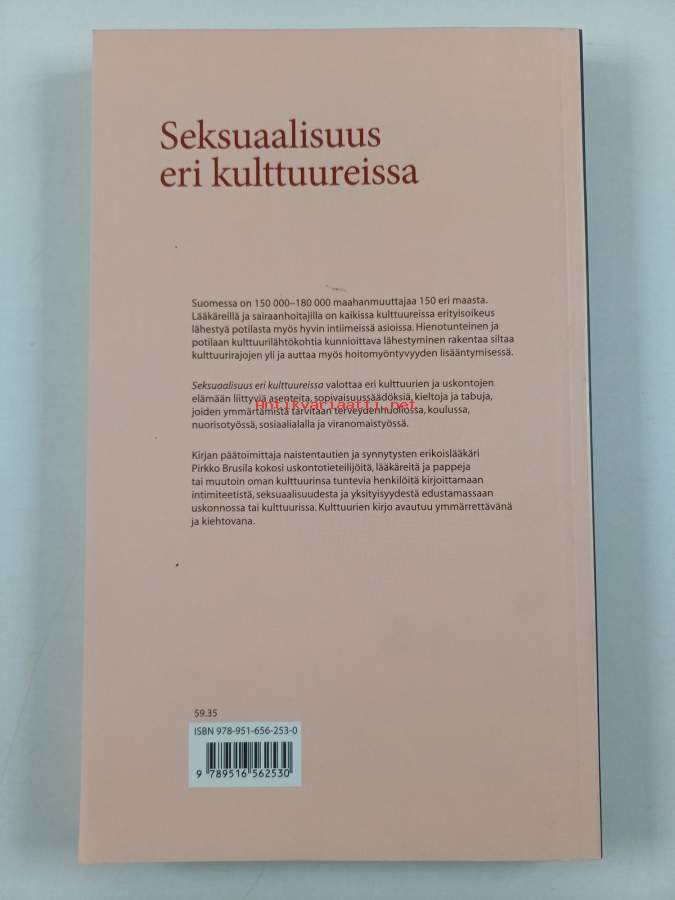 Seksuaalisuus
eri kulttuureissa
Suomessa on 150 000–180 000 maahanmuuttajaa 150 eri maasta.
Lääkäreillä ja sairaanhoitajilla on kaikissa kulttuureissa erityisoikeus
lähestyä potilasta myös hyvin intiimeissä asioissa. Hienotunteinen ja
potilaan kulttuurilähtökohtia kunnioittava lähestyminen rakentaa siltaa
kulttuurirajojen yli ja auttaa myös hoitomyöntyvyyden lisääntymisessä.
Seksuaalisuus eri kulttuureissa valottaa eri kulttuurien ja uskontojen
elämään liittyviä asenteita, sopivaisuussäädöksiä, kieltoja ja tabuja,
Antikvariaatti.net
joiden ymmärtämistä tarvitaan terveydenhuollossa, koulussa,
nuorisotyössä, sosiaalialalla ja viranomaistyössä.
Kirjan päätoimittaja naistentautien ja synnytysten erikoislääkäri
Pirkko Brusila kokosi uskontotieteilijöitä, lääkäreitä ja pappeja
tai muutoin oman kulttuurinsa tuntevia henkilöitä kirjoittamaan
intimiteetistä, seksuaalisuudesta ja yksityisyydestä edustamassaan
uskonnossa tai kulttuurissa. Kulttuurien kirjo avautuu ymmärrettävänä
ja kiehtovana.
59.35
ISBN 978-951-656-253-0
9 789516 562530